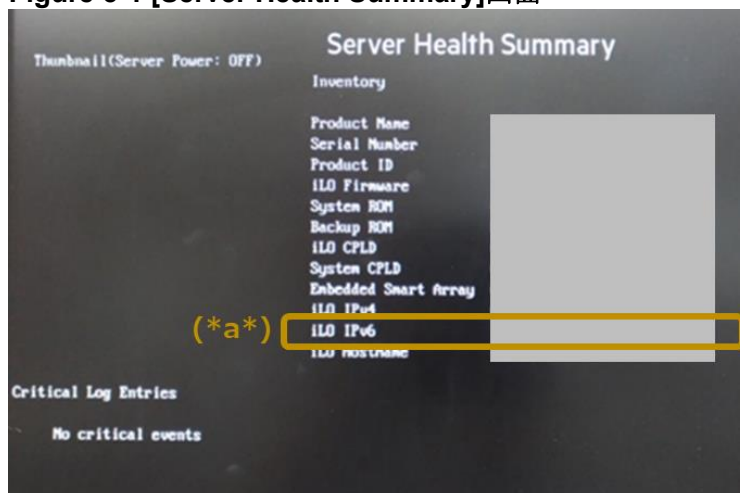 Figure 3-1 [Server Health Summary]画面
Thumbnail(Server Power: OFF)
Server Health Summary
Inventory
Product Name
Serial Number
Product ID
iLO Firmware
System ROM
Backup ROM
iLO CPLD
System CPLD
Embedded Smart Array
iLO IPv4
(*a*)
iLO IPv6
iLO Hostname
Critical Log Entries
No critical events